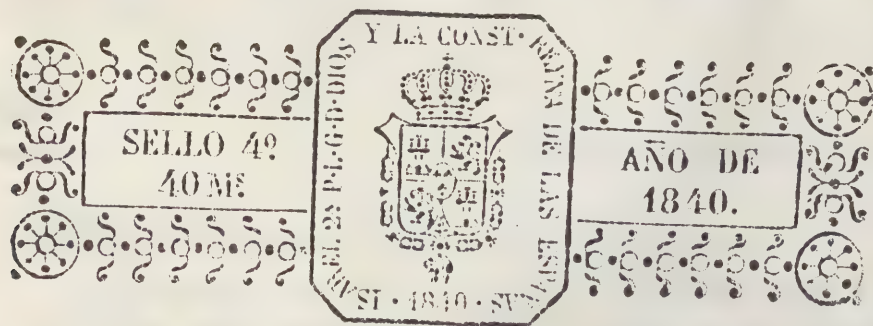 SELLO 4º
40 Mˢ
ISABEL 2ª P·L·G·D·DIOS· Y LA CONST· REYNA DE LAS ESPAÑAS · 1840 ·
AÑO DE
1840.